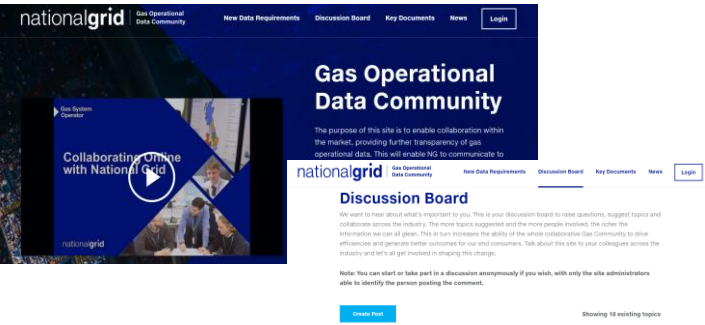 nationalgrid
Gas Operational
Data Community
New Data Requirements
Discussion Board
Key Documents
News
Login
Gas Operational
Data Community
The purpose of this site is to enable collaboration within
the market, providing further transparency of gas
operational data. This will enable NG to communicate to
Gas System
Operator
Collaborating Online
with National Grid
nationalgrid
nationalgrid
Gas Operational
Data Community
New Data Requirements
Discussion Board
Key Documents
News
Login
Discussion Board
We want to hear about what's important to you. This is your discussion board to raise questions, suggest topics and
collaborate across the industry. The more topics suggested and the more people involved, the richer the
information we can all glean. This in turn increases the ability of the whole collaborative Gas Community to drive
efficiencies and generate better outcomes for our end consumers. Talk about this site to your colleagues across the
industry and let's all get involved in shaping this change.
Note: You can start or take part in a discussion anonymously if you wish, with only the site administrators
able to identify the person posting the comment.
Create Post
Showing 18 existing topics